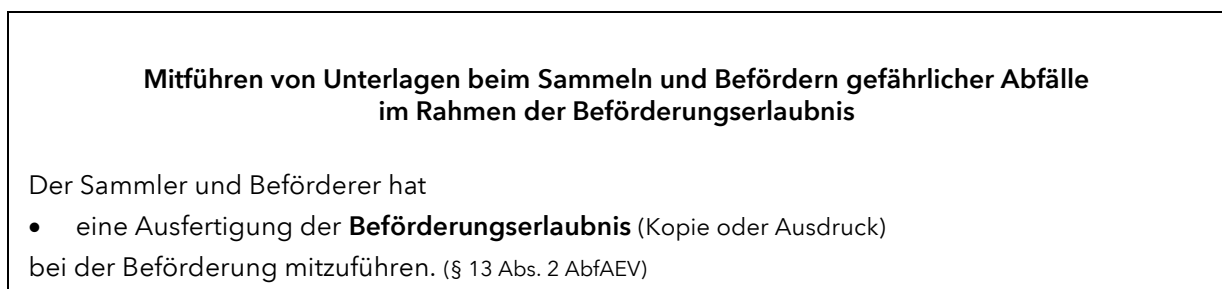 Mitführen von Unterlagen beim Sammeln und Befördern gefährlicher Abfälle
im Rahmen der Beförderungserlaubnis
Der Sammler und Beförderer hat
• eine Ausfertigung der Beförderungserlaubnis (Kopie oder Ausdruck)
bei der Beförderung mitzuführen. (§ 13 Abs. 2 AbfAEV)